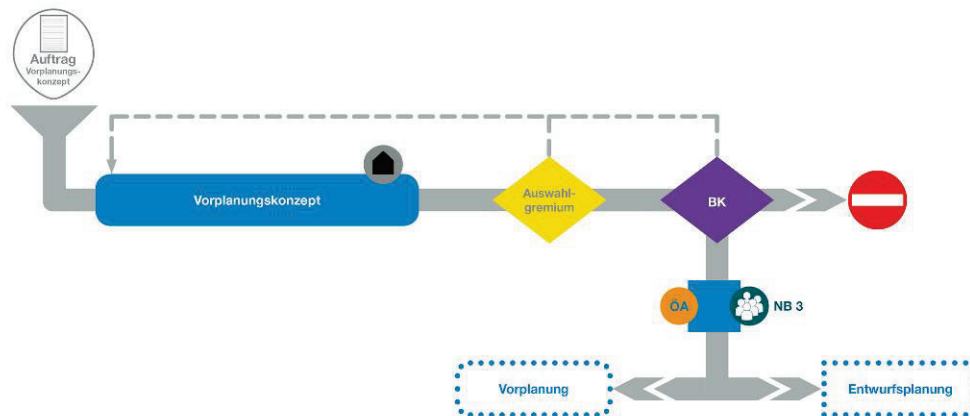 Auftrag
Vorplanungs-
konzept
Vorplanungskonzept
Auswahl-
gremium
BK
ÖA
NB 3
Vorplanung
Entwurfsplanung